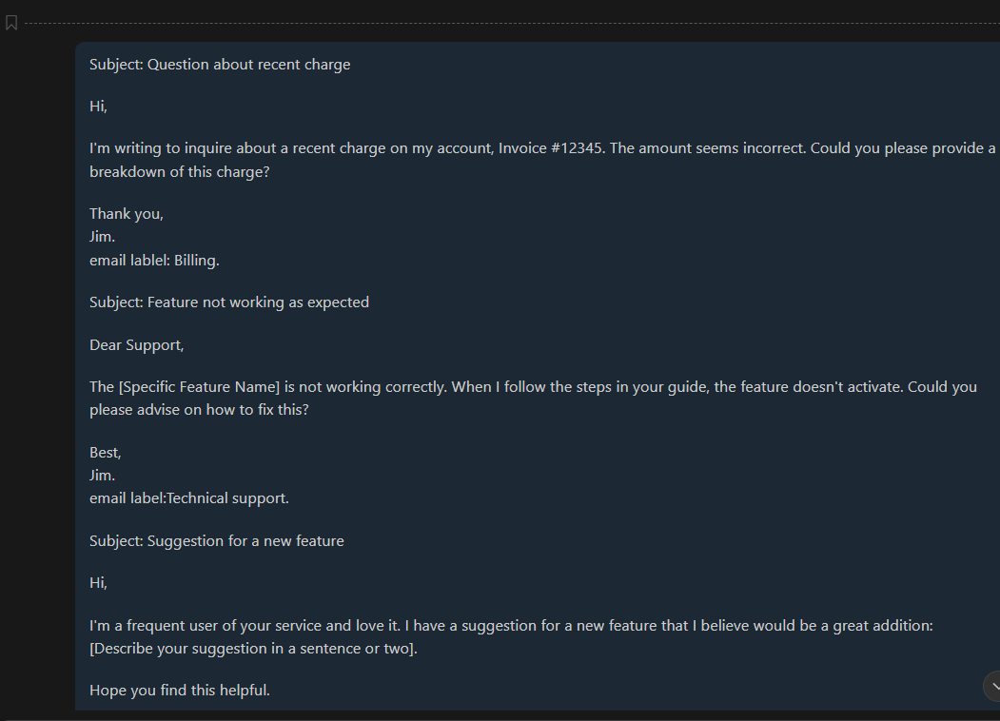 Subject: Question about recent charge
Hi,
I'm writing to inquire about a recent charge on my account, Invoice #12345. The amount seems incorrect. Could you please provide a
breakdown of this charge?
Thank you,
Jim.
email lablel: Billing.
Subject: Feature not working as expected
Dear Support,
The [Specific Feature Name] is not working correctly. When I follow the steps in your guide, the feature doesn't activate. Could you
please advise on how to fix this?
Best,
Jim.
email label:Technical support.
Subject: Suggestion for a new feature
Hi,
I'm a frequent user of your service and love it. I have a suggestion for a new feature that I believe would be a great addition:
[Describe your suggestion in a sentence or two].
Hope you find this helpful.